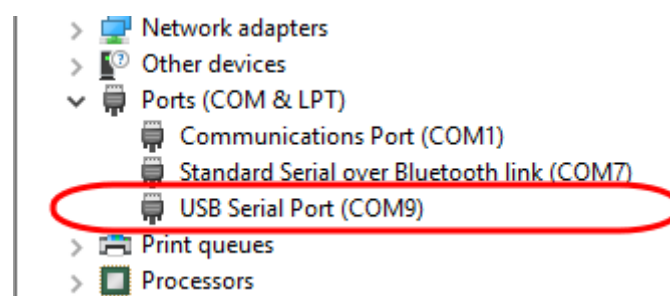 Network adapters
Other devices
Ports (COM & LPT)
Communications Port (COM1)
Standard Serial over Bluetooth link (COM7)
USB Serial Port (COM9)
Print queues
Processors